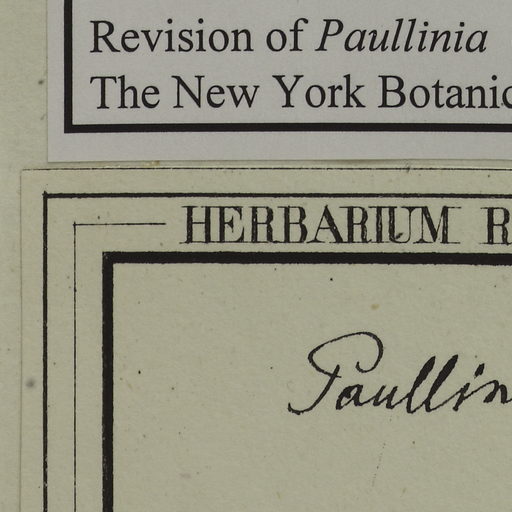 Revision of Paullinia
The New York Botanic
HERBARIUM R
Paullin